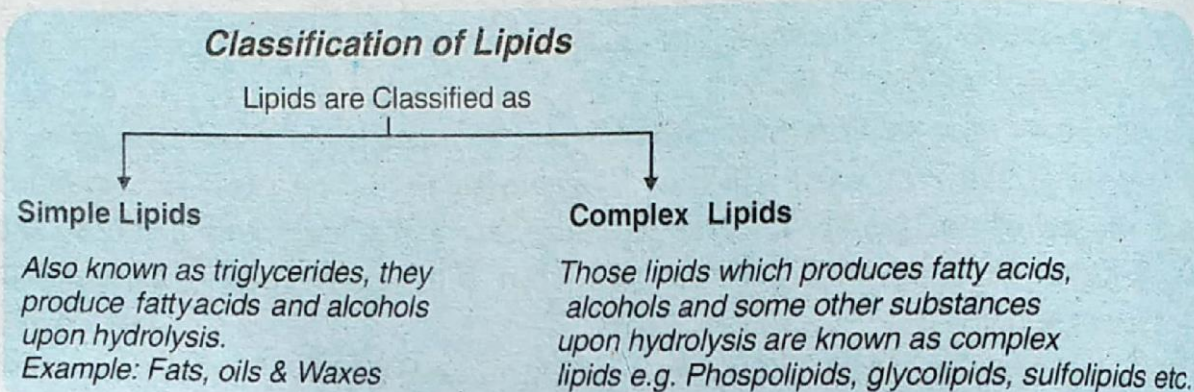 Classification of Lipids
Lipids are Classified as
Simple Lipids
Complex Lipids
Also known as triglycerides, they
produce fattyacids and alcohols
upon hydrolysis.
Example: Fats, oils & Waxes
Those lipids which produces fatty acids,
alcohols and some other substances
upon hydrolysis are known as complex
lipids e.g. Phospolipids, glycolipids, sulfolipids etc.